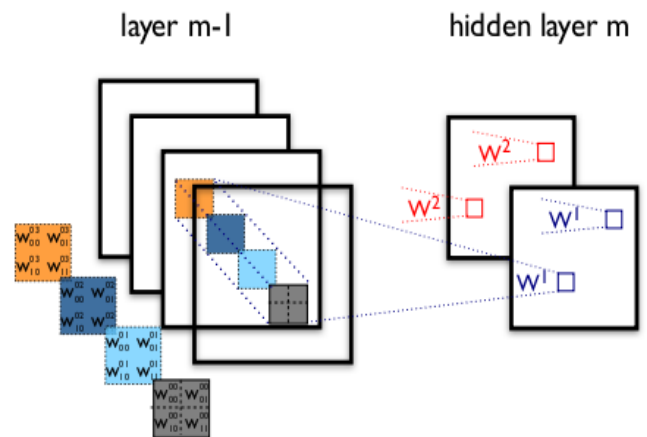 layer m-1
hidden layer m
W²
W²
W¹
W¹
W⁰³₀₀ W⁰³₀₁
W⁰³₁₀ W⁰³₁₁
W⁰²₀₀ W⁰²₀₁
W⁰²₁₀ W⁰²₁₁
W⁰¹₀₀ W⁰¹₀₁
W⁰¹₁₀ W⁰¹₁₁
W⁰⁰₀₀ W⁰⁰₀₁
W⁰⁰₁₀ W⁰⁰₁₁